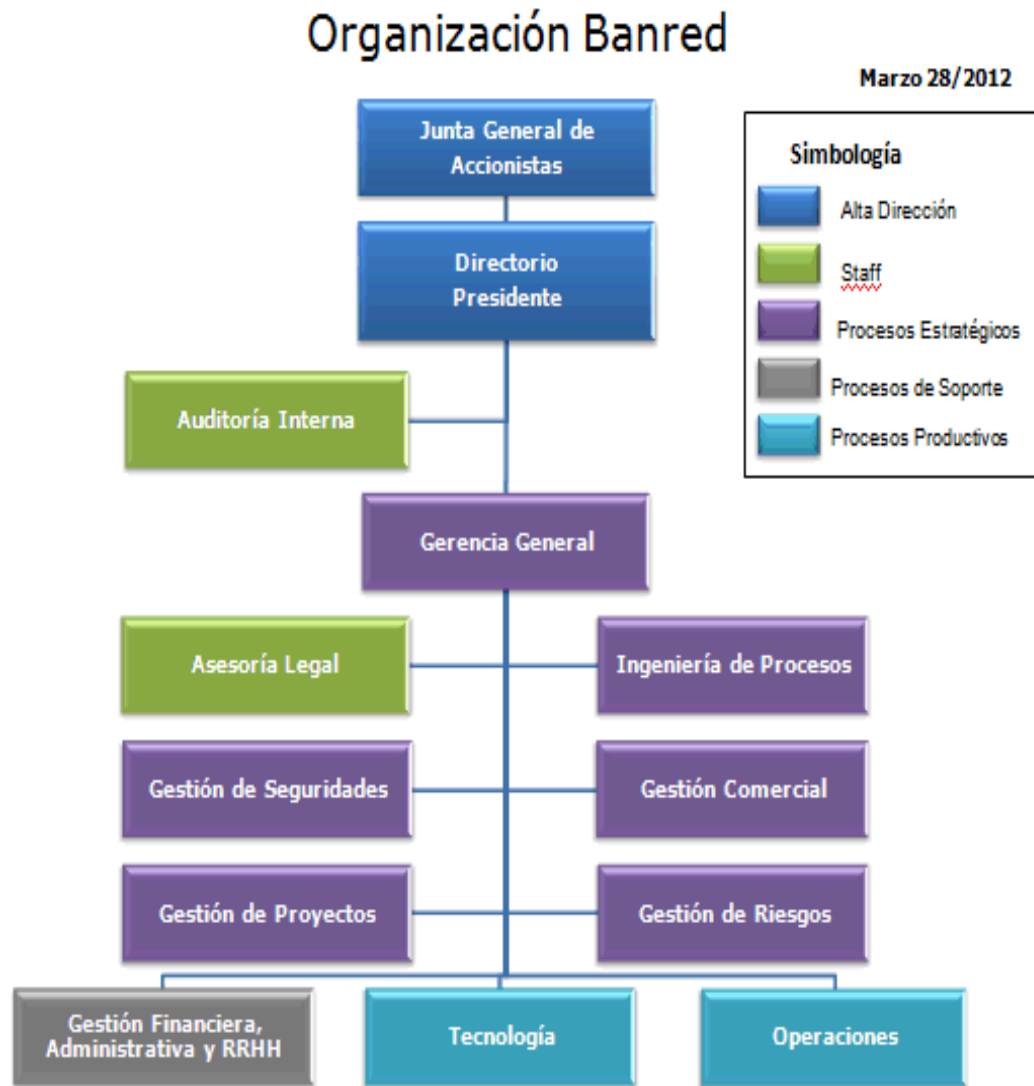 Organización Banred
Marzo 28/2012
Junta General de
Accionistas
Simbología
Alta Dirección
Staff
Procesos Estratégicos
Procesos de Soporte
Procesos Productivos
Directorio
Presidente
Auditoría Interna
Gerencia General
Asesoría Legal
Ingeniería de Procesos
Gestión de Seguridades
Gestión Comercial
Gestión de Proyectos
Gestión de Riesgos
Gestión Financiera,
Administrativa y RRHH
Tecnología
Operaciones